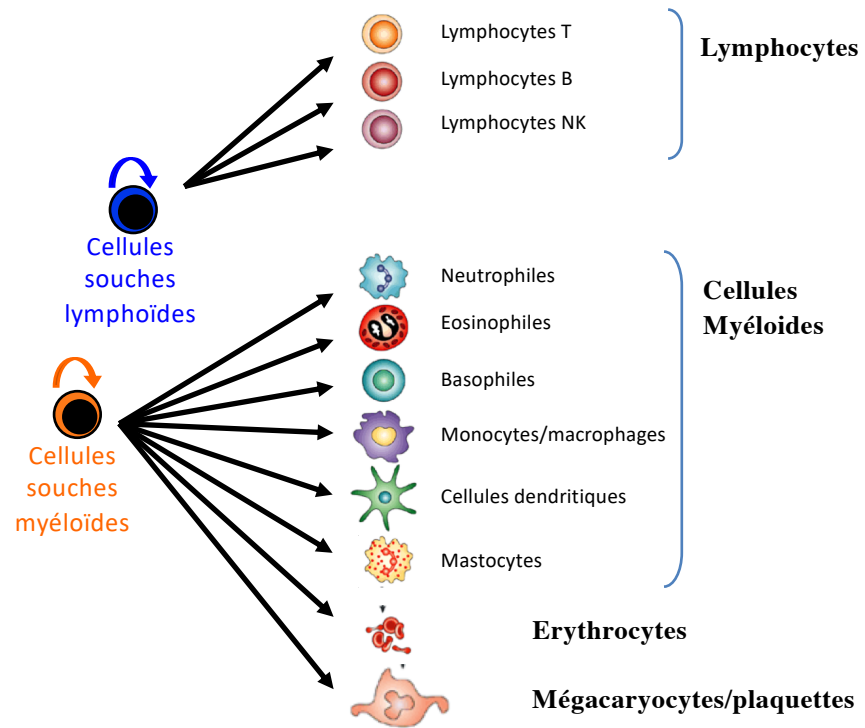 Lymphocytes T
Lymphocytes B
Lymphocytes NK
Lymphocytes
Cellules
souches
lymphoïdes
Neutrophiles
Eosinophiles
Basophiles
Monocytes/macrophages
Cellules dendritiques
Mastocytes
Cellules
Myéloides
Cellules
souches
myéloïdes
Erythrocytes
Mégacaryocytes/plaquettes